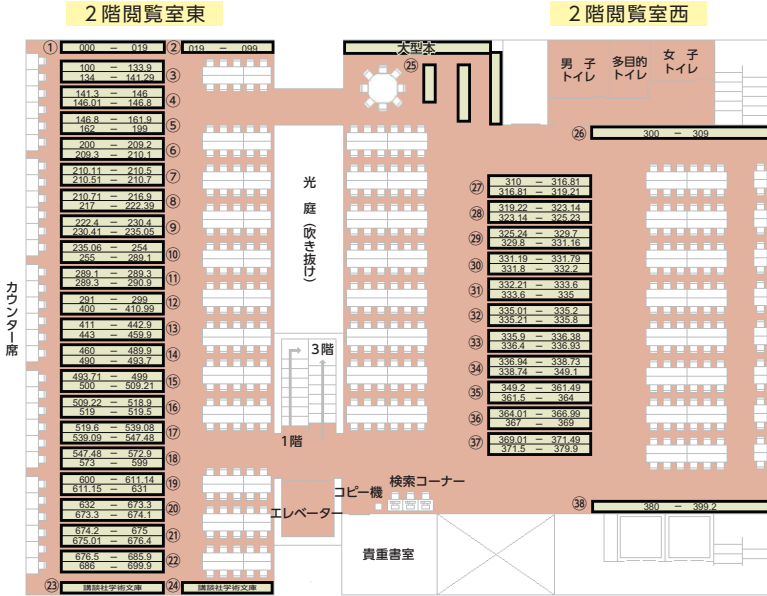 2階閲覧室東
2階閲覧室西
① 000 － 019
② 019 － 099
大型本
㉕
100 － 133.9
134 － 141.29
③
141.3 － 146
146.01 － 146.8
④
146.8 － 161.9
162 － 199
⑤
200 － 209.2
209.3 － 210.1
⑥
210.11 － 210.5
210.51 － 210.7
⑦
210.71 － 216.9
217 － 222.39
⑧
222.4 － 230.4
230.41 － 235.05
⑨
235.06 － 254
255 － 289.1
⑩
289.1 － 289.3
289.3 － 290.9
⑪
291 － 299
400 － 410.99
⑫
411 － 442.9
443 － 459.9
⑬
460 － 489.9
490 － 493.7
⑭
493.71 － 499
500 － 509.21
⑮
509.22 － 518.9
519 － 519.5
⑯
519.6 － 539.08
539.09 － 547.48
⑰
547.48 － 572.9
573 － 599
⑱
600 － 611.14
611.15 － 631
⑲
632 － 673.3
673.3 － 674.1
⑳
674.2 － 675
675.01 － 676.4
㉑
676.5 － 685.9
686 － 699.9
㉒
㉓ 講談社学術文庫
㉔ 講談社学術文庫
カウンター席
光庭(吹き抜け)
3階
1階
エレベーター
コピー機
検索コーナー
貴重書室
男子
トイレ
多目的
トイレ
女子
トイレ
㉖ 300 － 309
㉗
310 － 316.81
316.81 － 319.21
㉘
319.22 － 323.14
323.14 － 325.23
㉙
325.24 － 329.7
329.8 － 331.16
㉚
331.19 － 331.79
331.8 － 332.2
㉛
332.21 － 333.6
333.6 － 335
㉜
335.01 － 335.2
335.21 － 335.8
㉝
335.9 － 336.38
336.4 － 336.93
㉞
336.94 － 338.73
338.74 － 349.1
㉟
349.2 － 361.49
361.5 － 364
㊱
364.01 － 366.99
367 － 369
㊲
369.01 － 371.49
371.5 － 379.9
㊳ 380 － 399.2